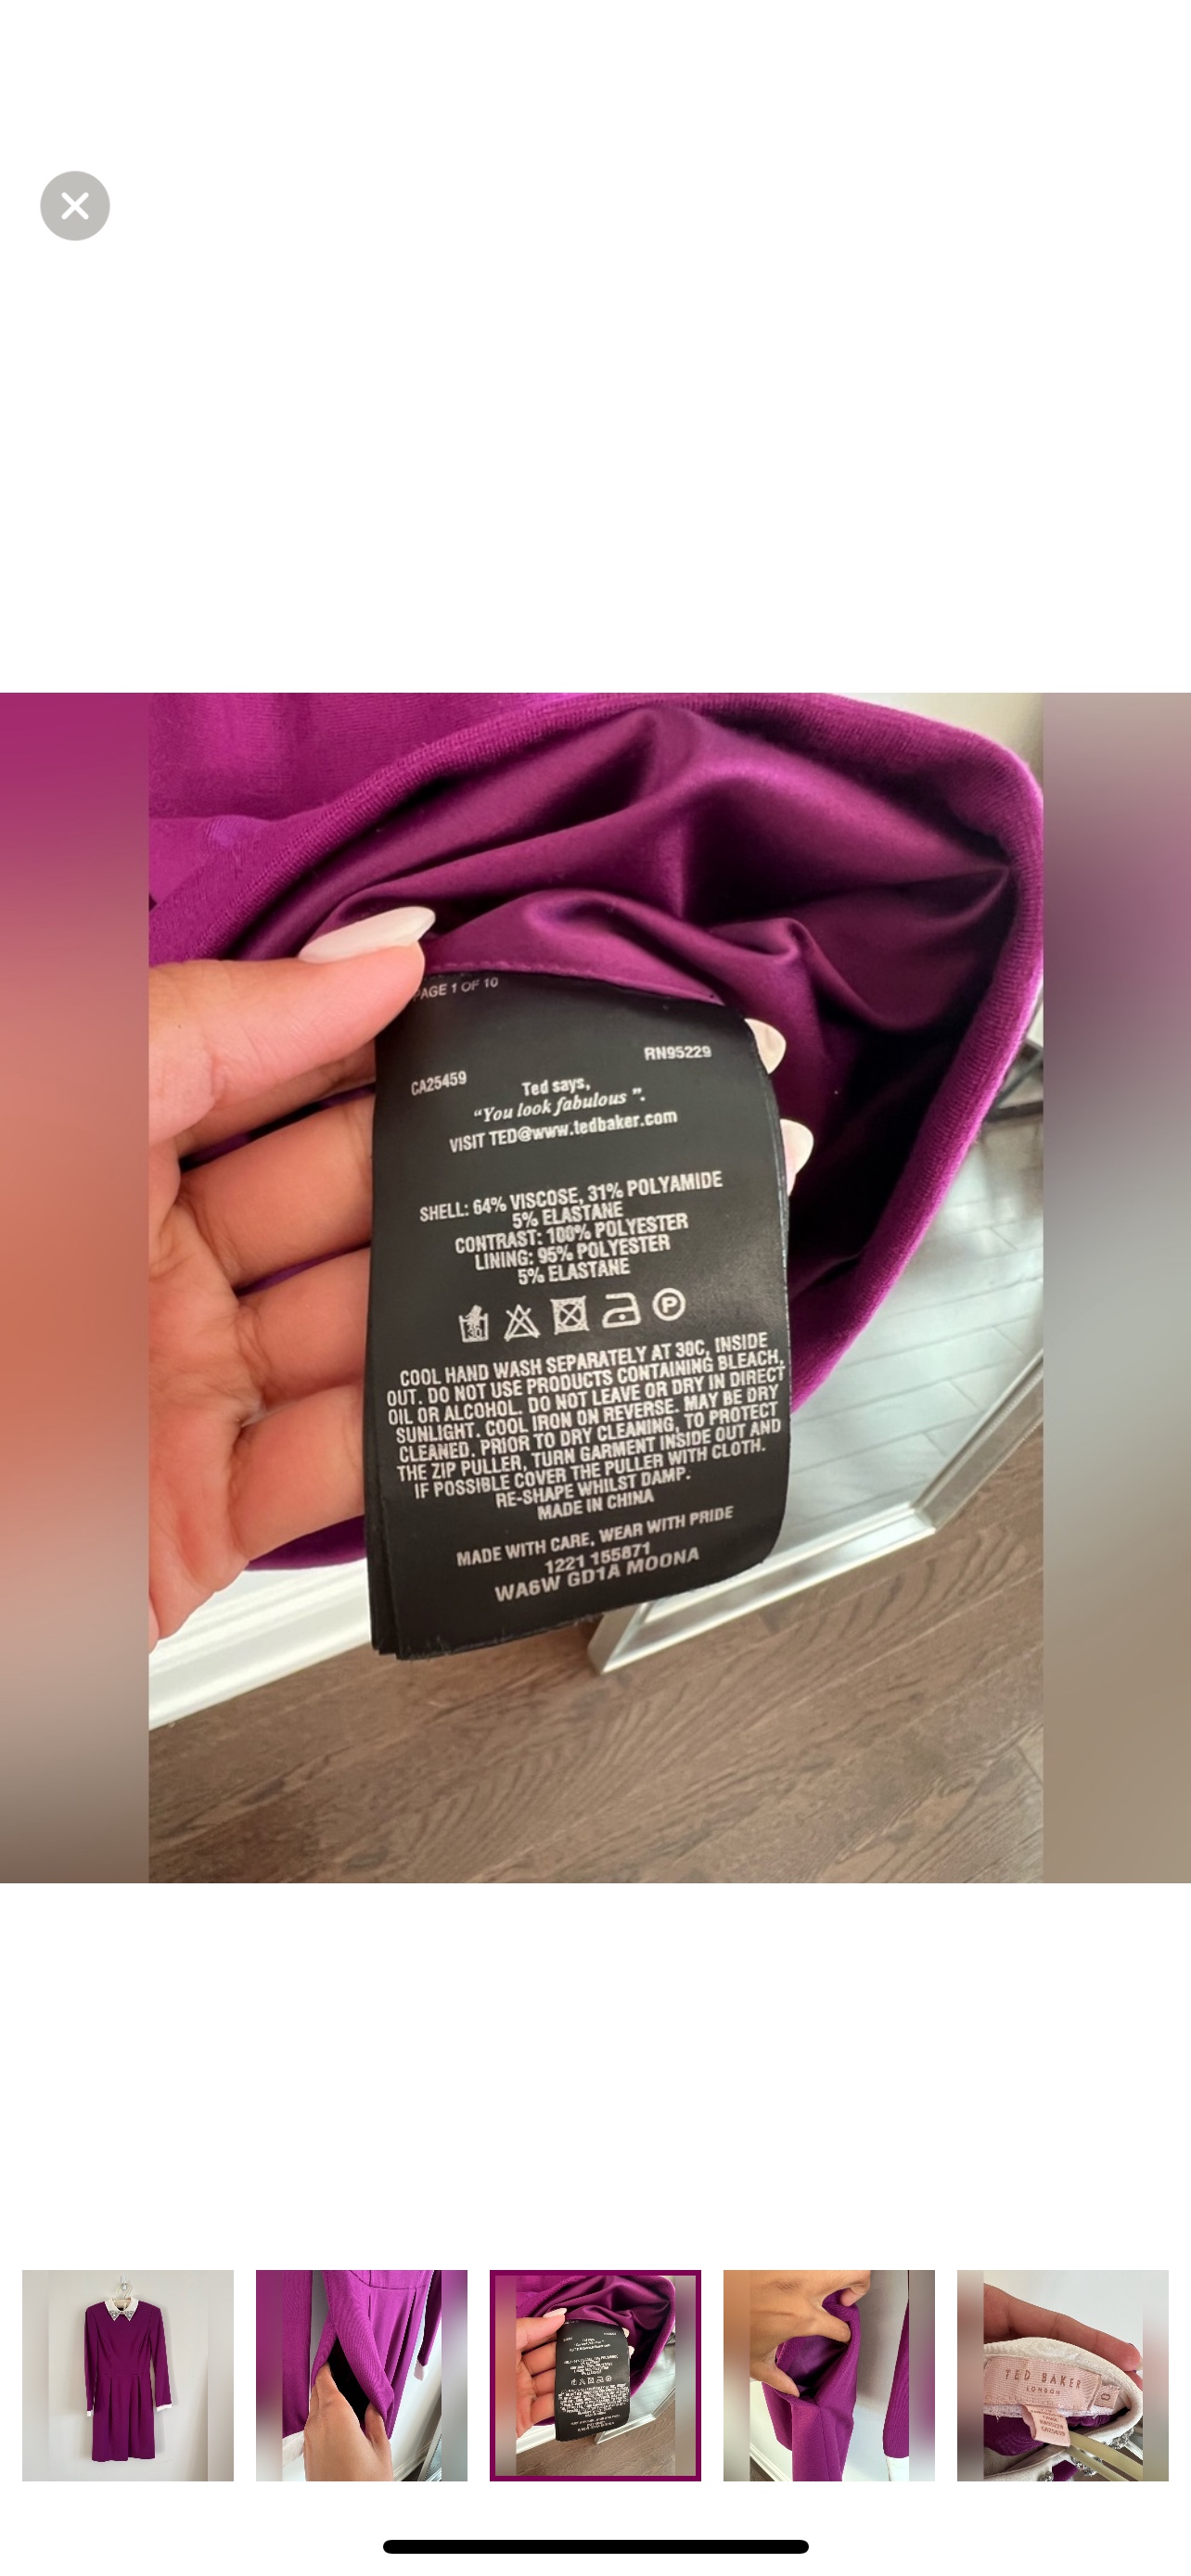 PAGE 1 OF 10
RN95229
CA25459
Ted says,
“You look fabulous ”.
VISIT TED@www.tedbaker.com
SHELL: 64% VISCOSE, 31% POLYAMIDE
5% ELASTANE
CONTRAST: 100% POLYESTER
LINING: 95% POLYESTER
5% ELASTANE
30
P
COOL HAND WASH SEPARATELY AT 30C, INSIDE
OUT. DO NOT USE PRODUCTS CONTAINING BLEACH,
OIL OR ALCOHOL. DO NOT LEAVE OR DRY IN DIRECT
SUNLIGHT. COOL IRON ON REVERSE. MAY BE DRY
CLEANED. PRIOR TO DRY CLEANING, TO PROTECT
THE ZIP PULLER, TURN GARMENT INSIDE OUT AND
IF POSSIBLE COVER THE PULLER WITH CLOTH.
RE-SHAPE WHILST DAMP.
MADE IN CHINA
MADE WITH CARE, WEAR WITH PRIDE
1221 155871
WA6W GD1A MOONA
TED BAKER
LONDON
0